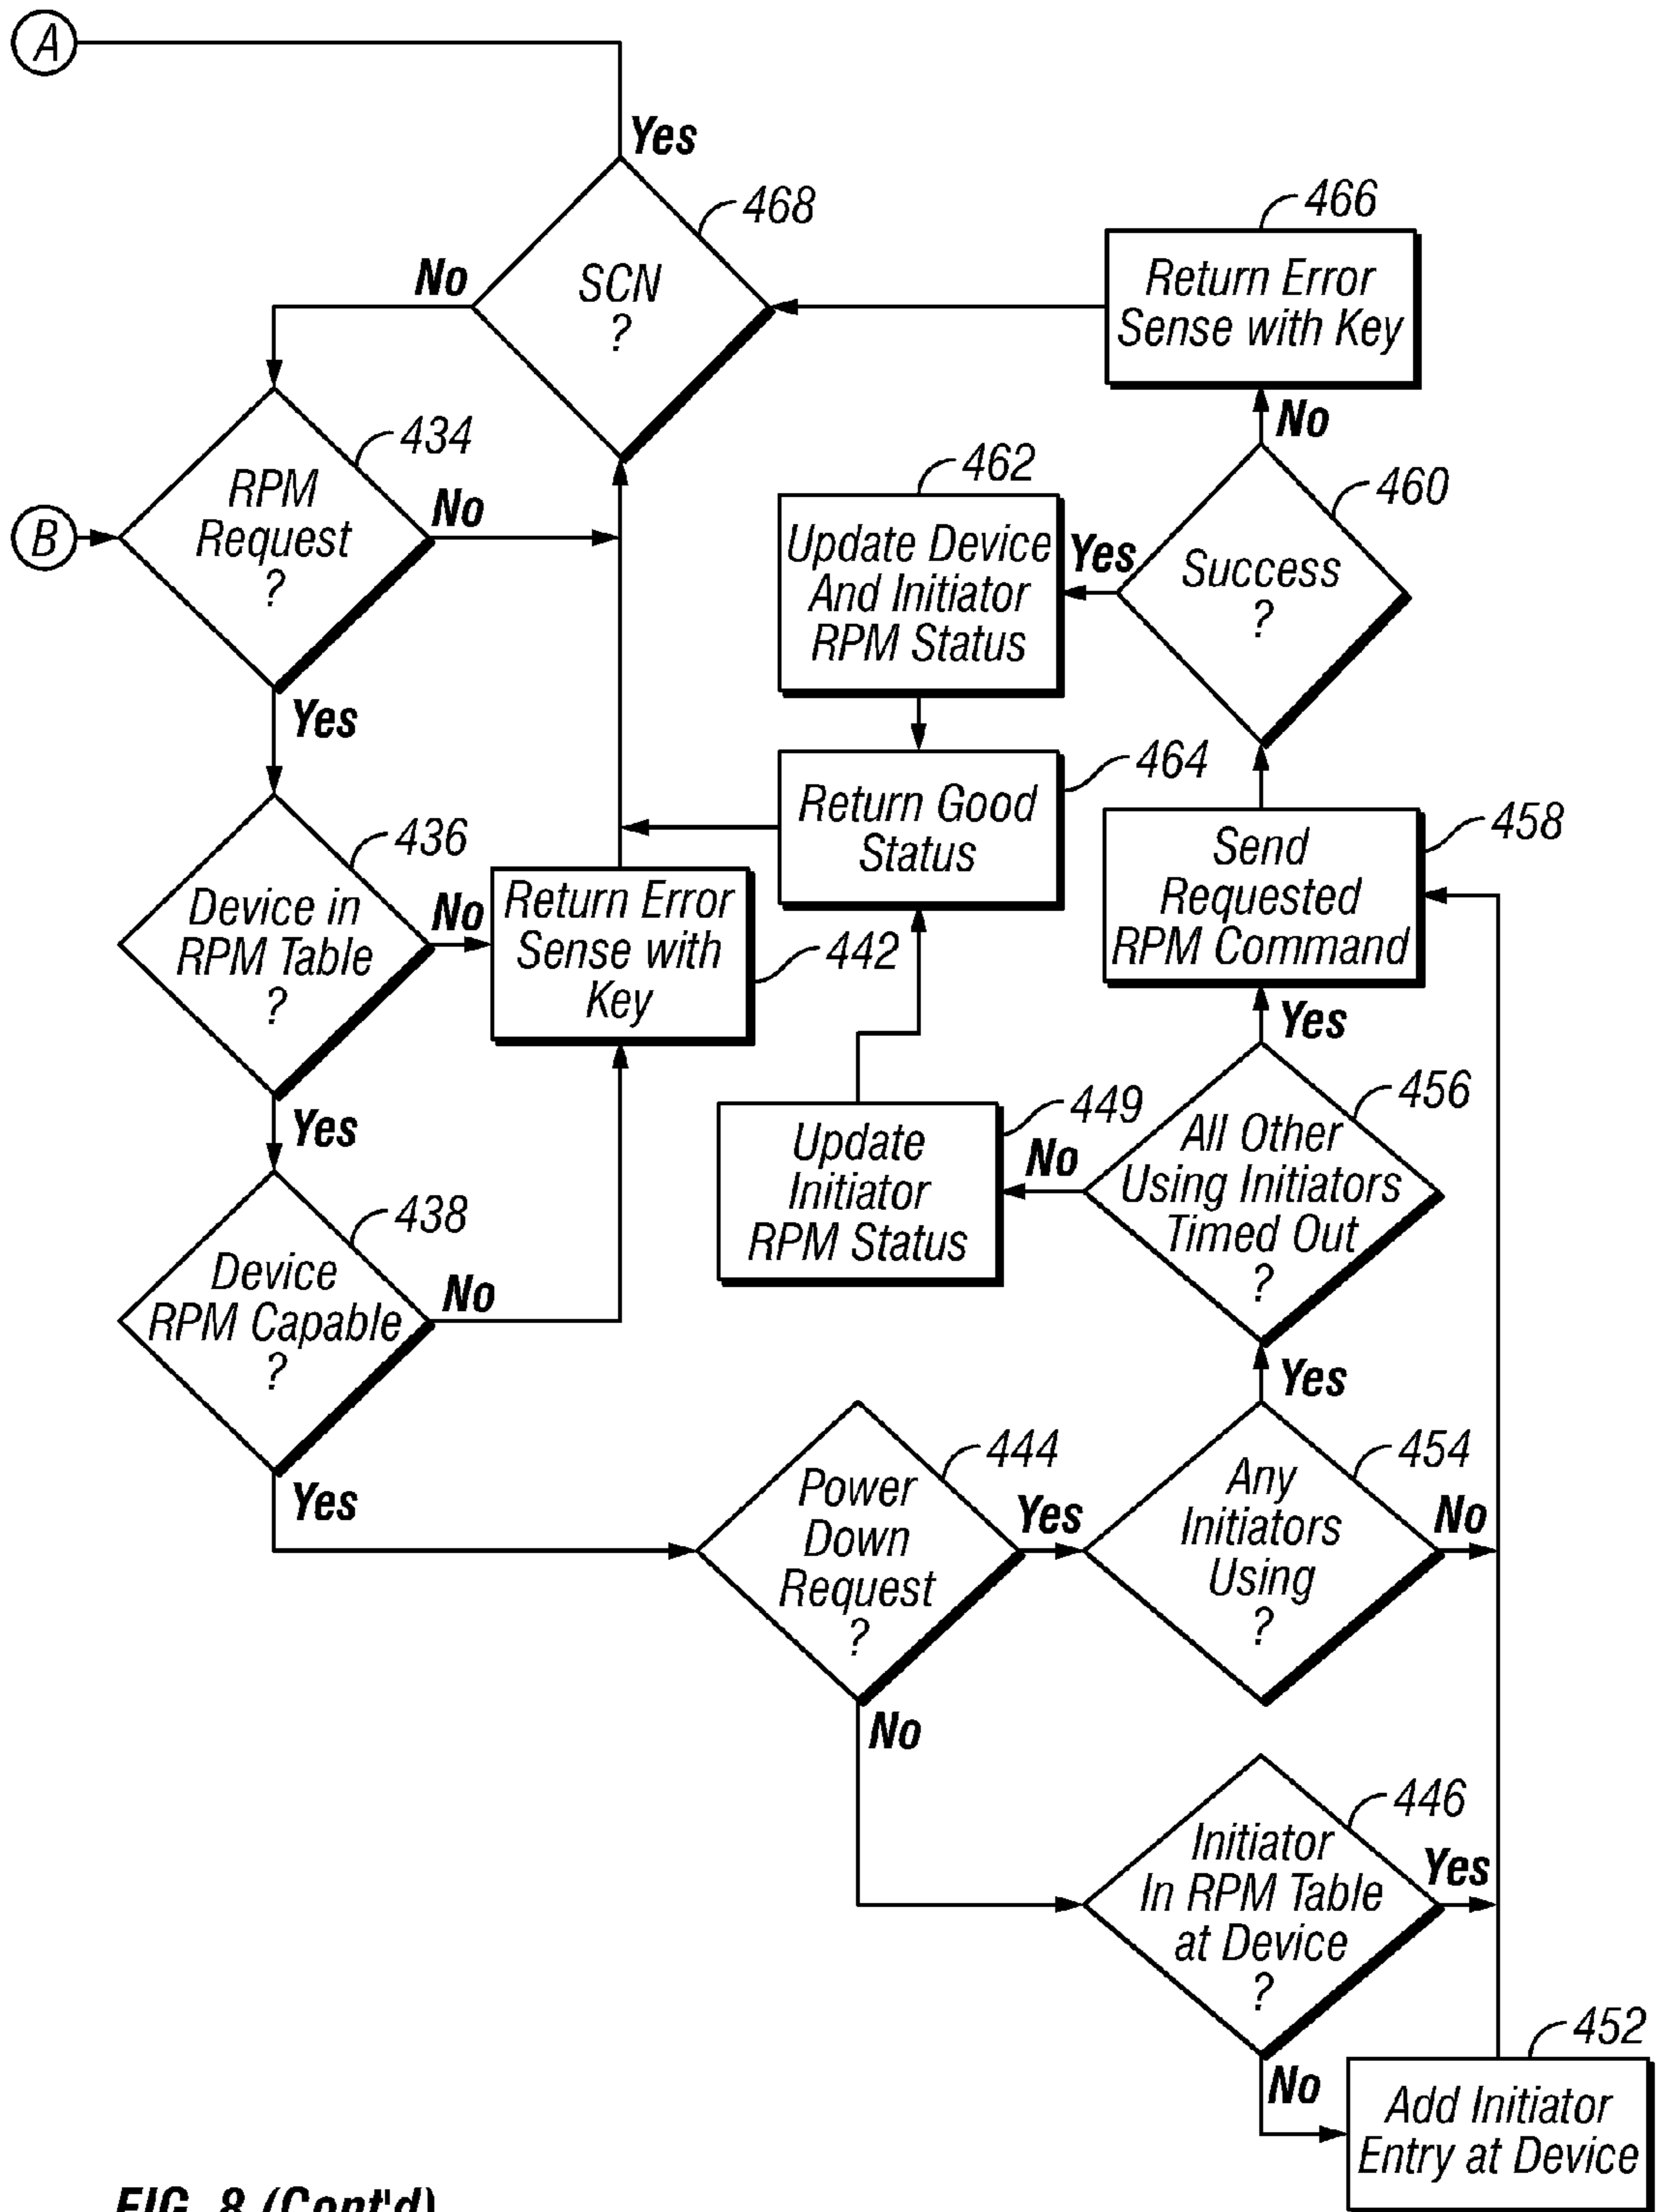 A
Yes
468
SCN
?
No
466
Return Error
Sense with Key
No
434
RPM
Request
?
No
B
Yes
462
Update Device
And Initiator
RPM Status
Yes
460
Success
?
464
Return Good
Status
436
Device in
RPM Table
?
No
Return Error
Sense with
Key
442
458
Send
Requested
RPM Command
Yes
Yes
438
Device
RPM Capable
?
No
449
Update
Initiator
RPM Status
No
456
All Other
Using Initiators
Timed Out
?
Yes
Yes
444
Power
Down
Request
?
Yes
454
Any
Initiators
Using
?
No
No
446
Initiator
In RPM Table
at Device
?
Yes
No
452
Add Initiator
Entry at Device
FIG. 8 (Cont'd)